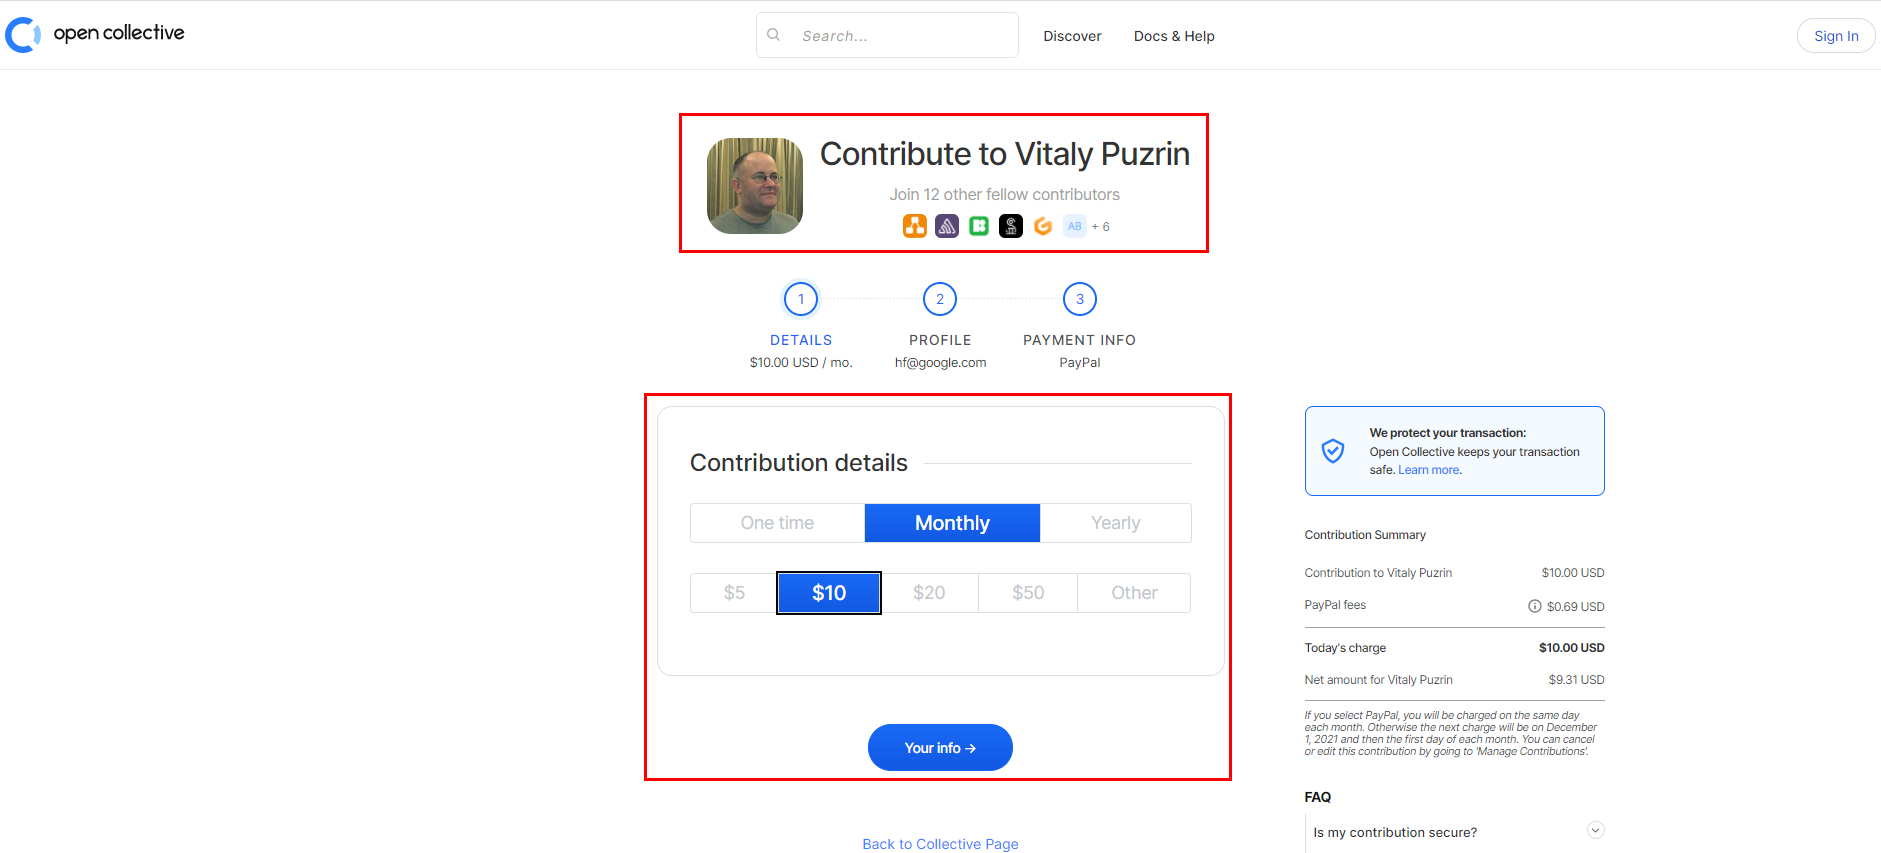 open collective
Search...
Discover
Docs & Help
Sign In
Contribute to Vitaly Puzrin
Join 12 other fellow contributors
AB + 6
1
2
3
DETAILS
PROFILE
PAYMENT INFO
$10.00 USD / mo.
hf@google.com
PayPal
Contribution details
One time
Monthly
Yearly
$5
$10
$20
$50
Other
Your info →
Back to Collective Page
We protect your transaction:
Open Collective keeps your transaction
safe. Learn more.
Contribution Summary
Contribution to Vitaly Puzrin $10.00 USD
PayPal fees $0.69 USD
Today's charge $10.00 USD
Net amount for Vitaly Puzrin $9.31 USD
If you select PayPal, you will be charged on the same day
each month. Otherwise the next charge will be on December
1, 2021 and then the first day of each month. You can cancel
or edit this contribution by going to 'Manage Contributions'.
FAQ
Is my contribution secure?